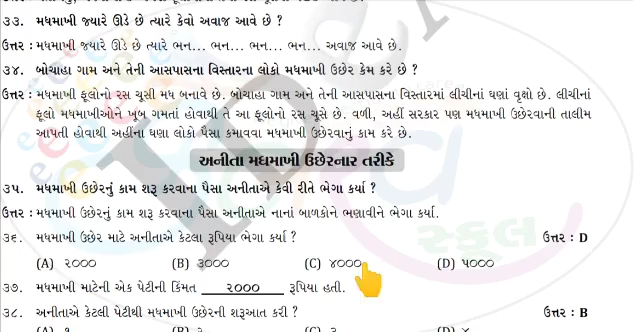 ૩૩. મધમાખી જ્યારે ઊડે છે ત્યારે કેવો અવાજ આવે છે ?
ઉત્તર : મધમાખી જ્યારે ઊડે છે ત્યારે ભન... ભન... ભન... ભન... અવાજ આવે છે.
૩૪. બોચાહા ગામ અને તેની આસપાસના વિસ્તારના લોકો મધમાખી ઉછેર કેમ કરે છે ?
ઉત્તર : મધમાખી ફૂલોનો રસ ચૂસી મધ બનાવે છે. બોચાહા ગામ અને તેની આસપાસના વિસ્તારમાં લીચીનાં ઘણાં વૃક્ષો છે. લીચીનાં
ફૂલો મધમાખીઓને ખૂબ ગમતાં હોવાથી તે આ ફૂલોનો રસ ચૂસે છે. વળી, અહીં સરકાર પણ મધમાખી ઉછેરવાની તાલીમ
આપતી હોવાથી અહીંના ઘણા લોકો પૈસા કમાવવા મધમાખી ઉછેરવાનું કામ કરે છે.
અનીતા મધમાખી ઉછેરનાર તરીકે
૩૫. મધમાખી ઉછેરનું કામ શરૂ કરવાના પૈસા અનીતાએ કેવી રીતે ભેગા કર્યા ?
ઉત્તર : મધમાખી ઉછેરનું કામ શરૂ કરવાના પૈસા અનીતાએ નાનાં બાળકોને ભણાવીને ભેગા કર્યા.
૩૬. મધમાખી ઉછેર માટે અનીતાએ કેટલા રૂપિયા ભેગા કર્યા ? ઉત્તર : D
(A) ૨૦૦૦ (B) ૩૦૦૦ (C) ૪૦૦૦ (D) ૫૦૦૦
૩૭. મધમાખી માટેની એક પેટીની કિંમત ૨૦૦૦ રૂપિયા હતી.
૩૮. અનીતાએ કેટલી પેટીથી મધમાખી ઉછેરની શરૂઆત કરી ? ઉત્તર : B
(A) ૧ (B) ૨ (C) ૩ (D) ૪
સ્કૂલ